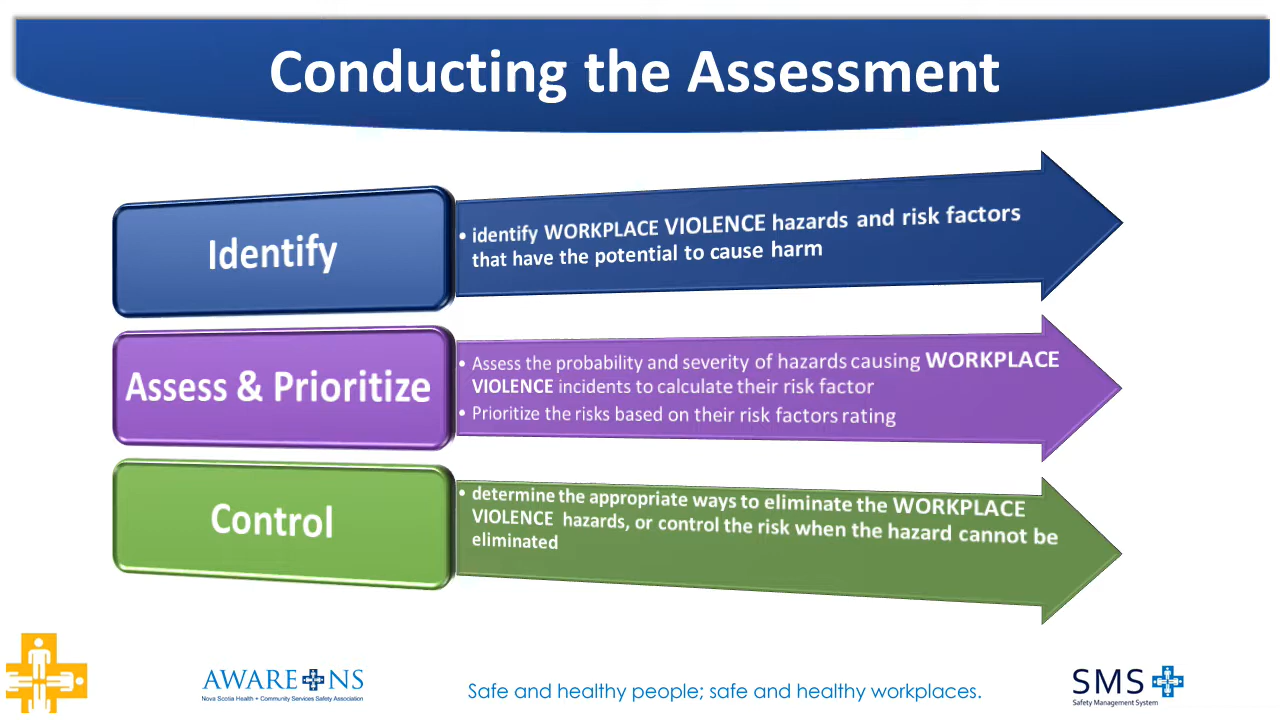 Conducting the Assessment
Identify
• identify WORKPLACE VIOLENCE hazards and risk factors
that have the potential to cause harm
Assess & Prioritize
• Assess the probability and severity of hazards causing WORKPLACE
VIOLENCE incidents to calculate their risk factor
• Prioritize the risks based on their risk factors rating
Control
• determine the appropriate ways to eliminate the WORKPLACE
VIOLENCE hazards, or control the risk when the hazard cannot be
eliminated
AWARE NS
Nova Scotia Health + Community Services Safety Association
Safe and healthy people; safe and healthy workplaces.
SMS
Safety Management System